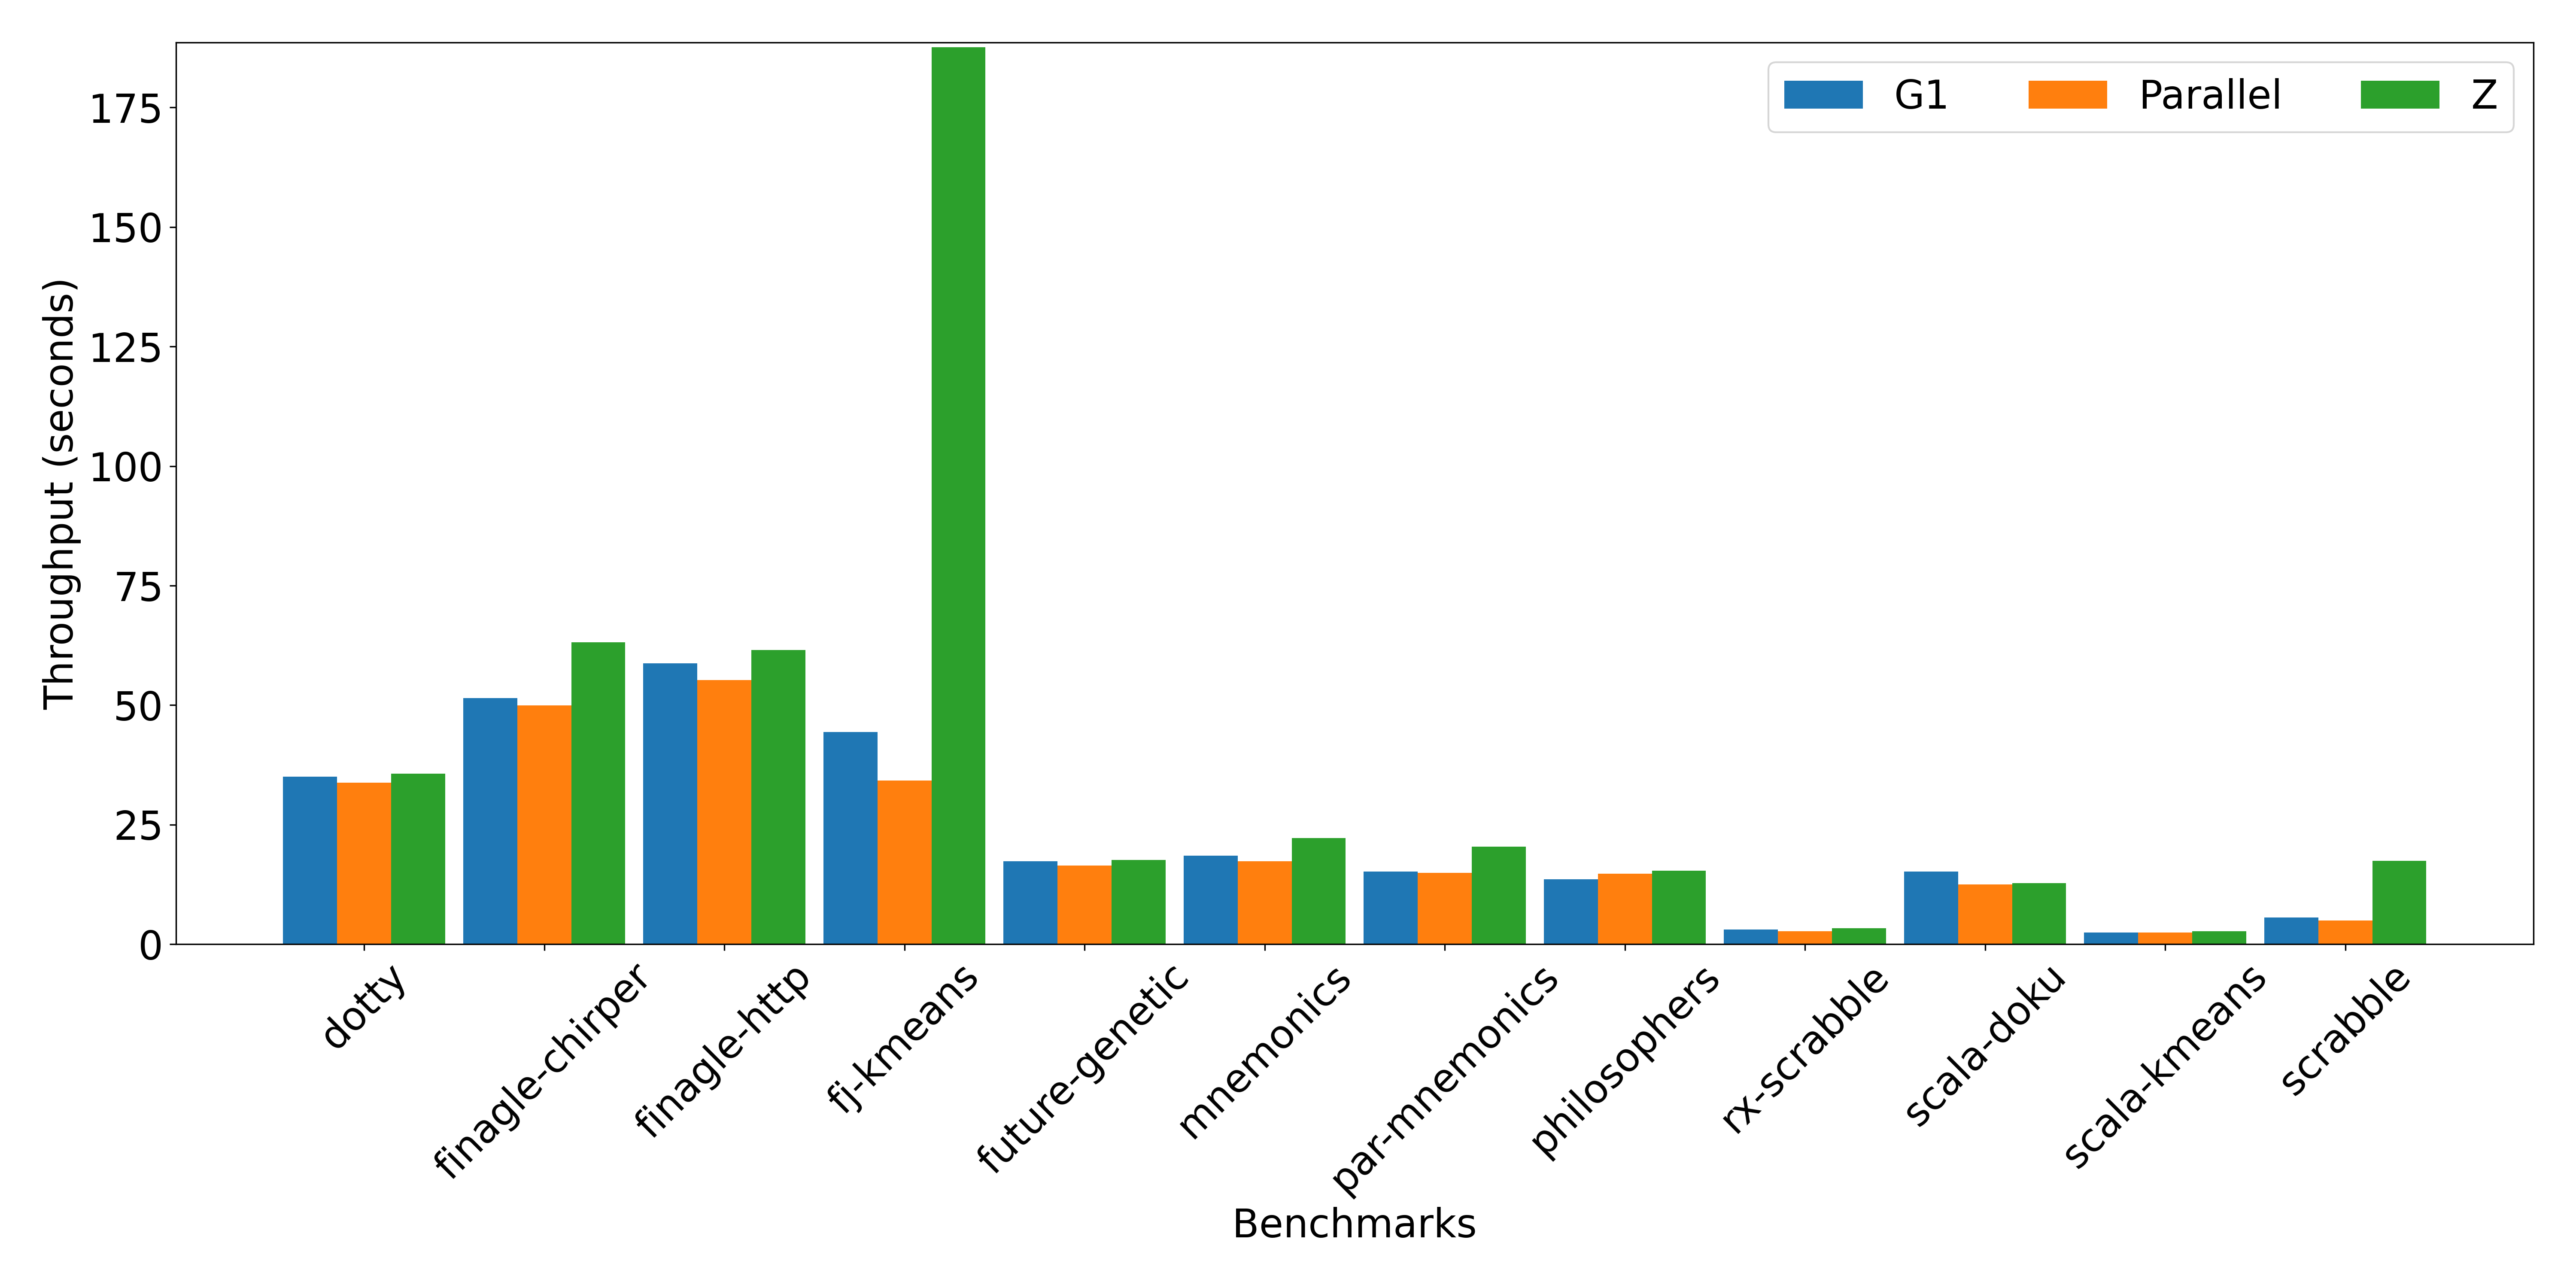 G1 Parallel Z
Throughput (seconds)
175
150
125
100
75
50
25
0
dotty
finagle-chirper
finagle-http
fj-kmeans
future-genetic
mnemonics
par-mnemonics
philosophers
rx-scrabble
scala-doku
scala-kmeans
scrabble
Benchmarks